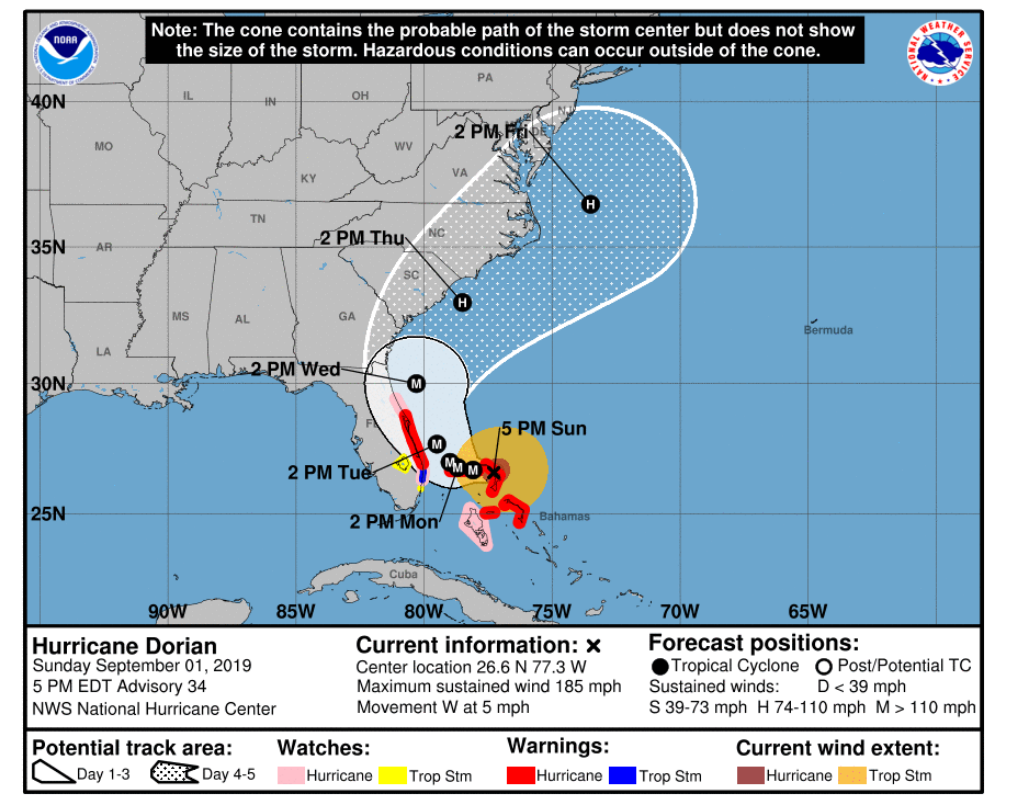 Note: The cone contains the probable path of the storm center but does not show
the size of the storm. Hazardous conditions can occur outside of the cone.
NOAA
NATIONAL WEATHER SERVICE
PA
40N
IL
IN
OH
NJ
2 PM Fri
DE
MO
WV
VA
KY
2 PM Thu
NC
TN
35N
AR
SC
MS
AL
GA
Bermuda
LA
2 PM Wed
30N
FL
5 PM Sun
2 PM Tue
2 PM Mon
25N
Bahamas
Cuba
90W
85W
80W
75W
70W
65W
H
H
M
M
M
M
M
Hurricane Dorian
Sunday September 01, 2019
5 PM EDT Advisory 34
NWS National Hurricane Center
Current information: x
Center location 26.6 N 77.3 W
Maximum sustained wind 185 mph
Movement W at 5 mph
Forecast positions:
Tropical Cyclone Post/Potential TC
Sustained winds: D < 39 mph
S 39-73 mph H 74-110 mph M > 110 mph
Potential track area:
Day 1-3 Day 4-5
Watches:
Hurricane Trop Stm
Warnings:
Hurricane Trop Stm
Current wind extent:
Hurricane Trop Stm